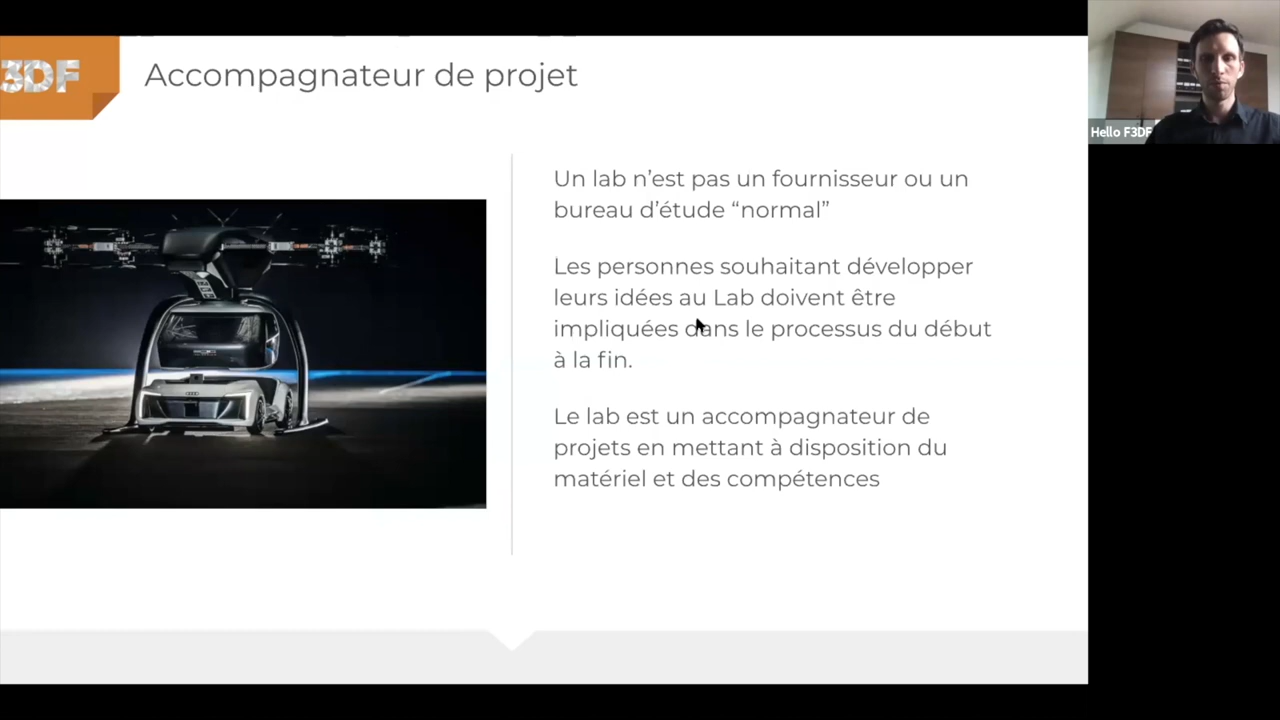 3DF
Accompagnateur de projet
Hello F3DF
Un lab n’est pas un fournisseur ou un
bureau d’étude “normal”
Les personnes souhaitant développer
leurs idées au Lab doivent être
impliquées dans le processus du début
à la fin.
Le lab est un accompagnateur de
projets en mettant à disposition du
matériel et des compétences